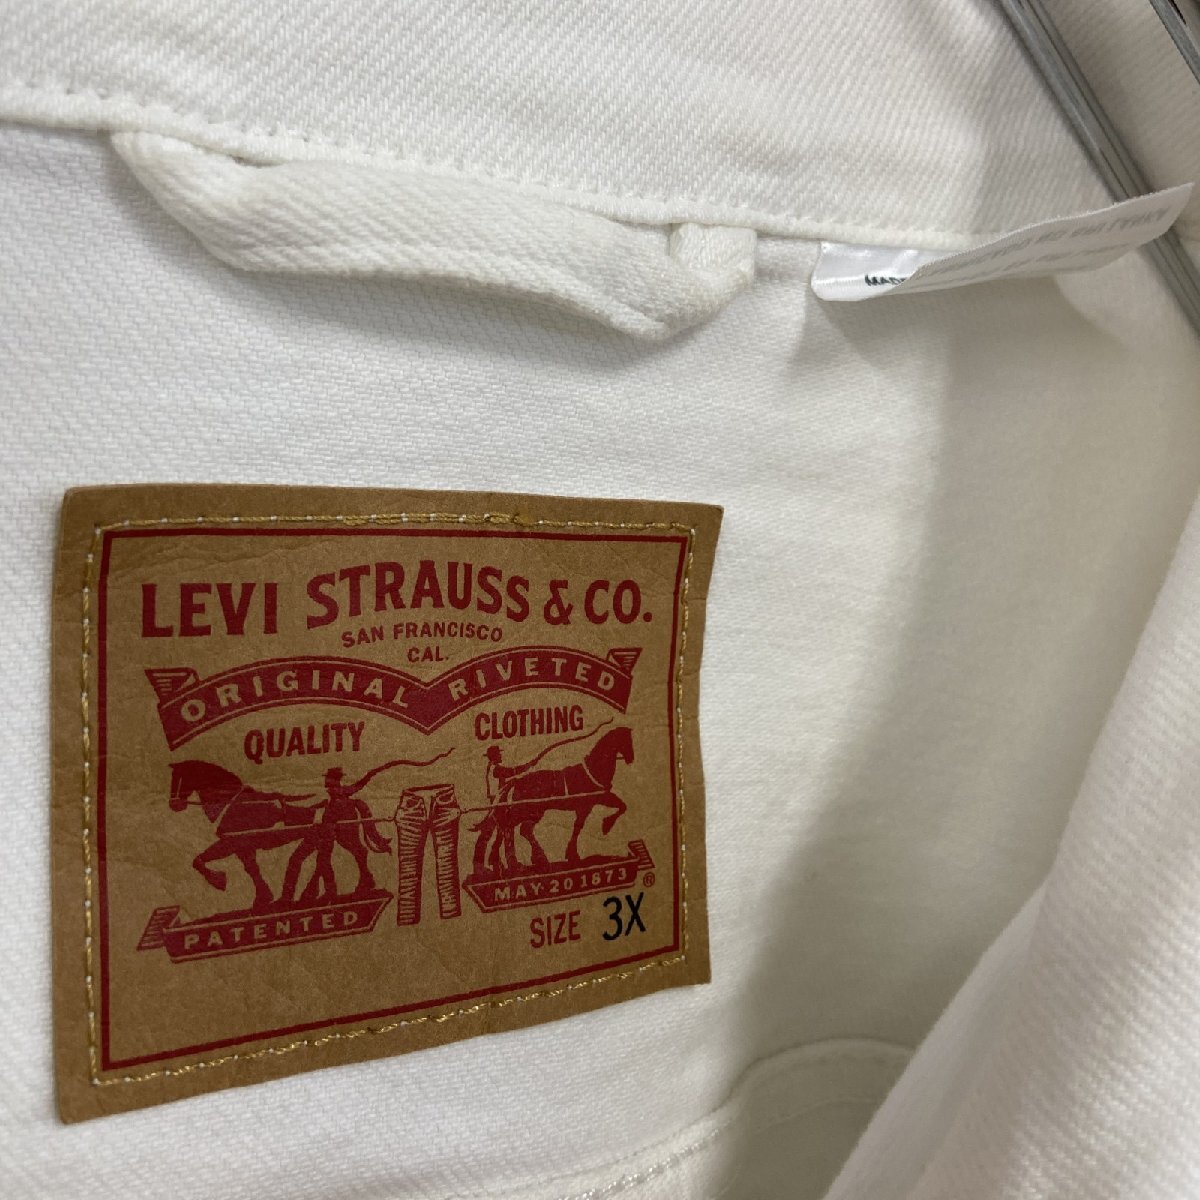 LEVI STRAUSS & CO.
SAN FRANCISCO
CAL.
ORIGINAL RIVETED
QUALITY CLOTHING
PATENTED
MAY 20 1873 ®
SIZE 3X